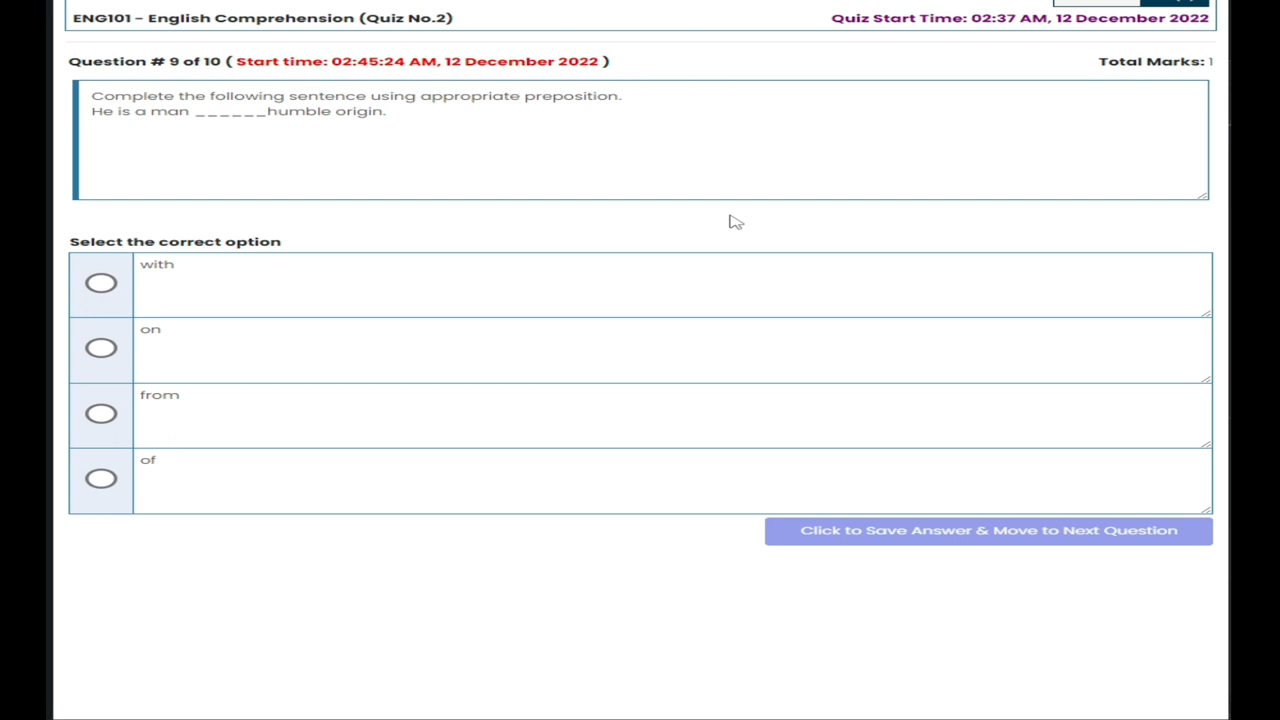 ENG101 - English Comprehension (Quiz No.2)
Quiz Start Time: 02:37 AM, 12 December 2022
Question # 9 of 10 ( Start time: 02:45:24 AM, 12 December 2022 )
Total Marks: 1
Complete the following sentence using appropriate preposition.
He is a man ______humble origin.
Select the correct option
with
on
from
of
Click to Save Answer & Move to Next Question